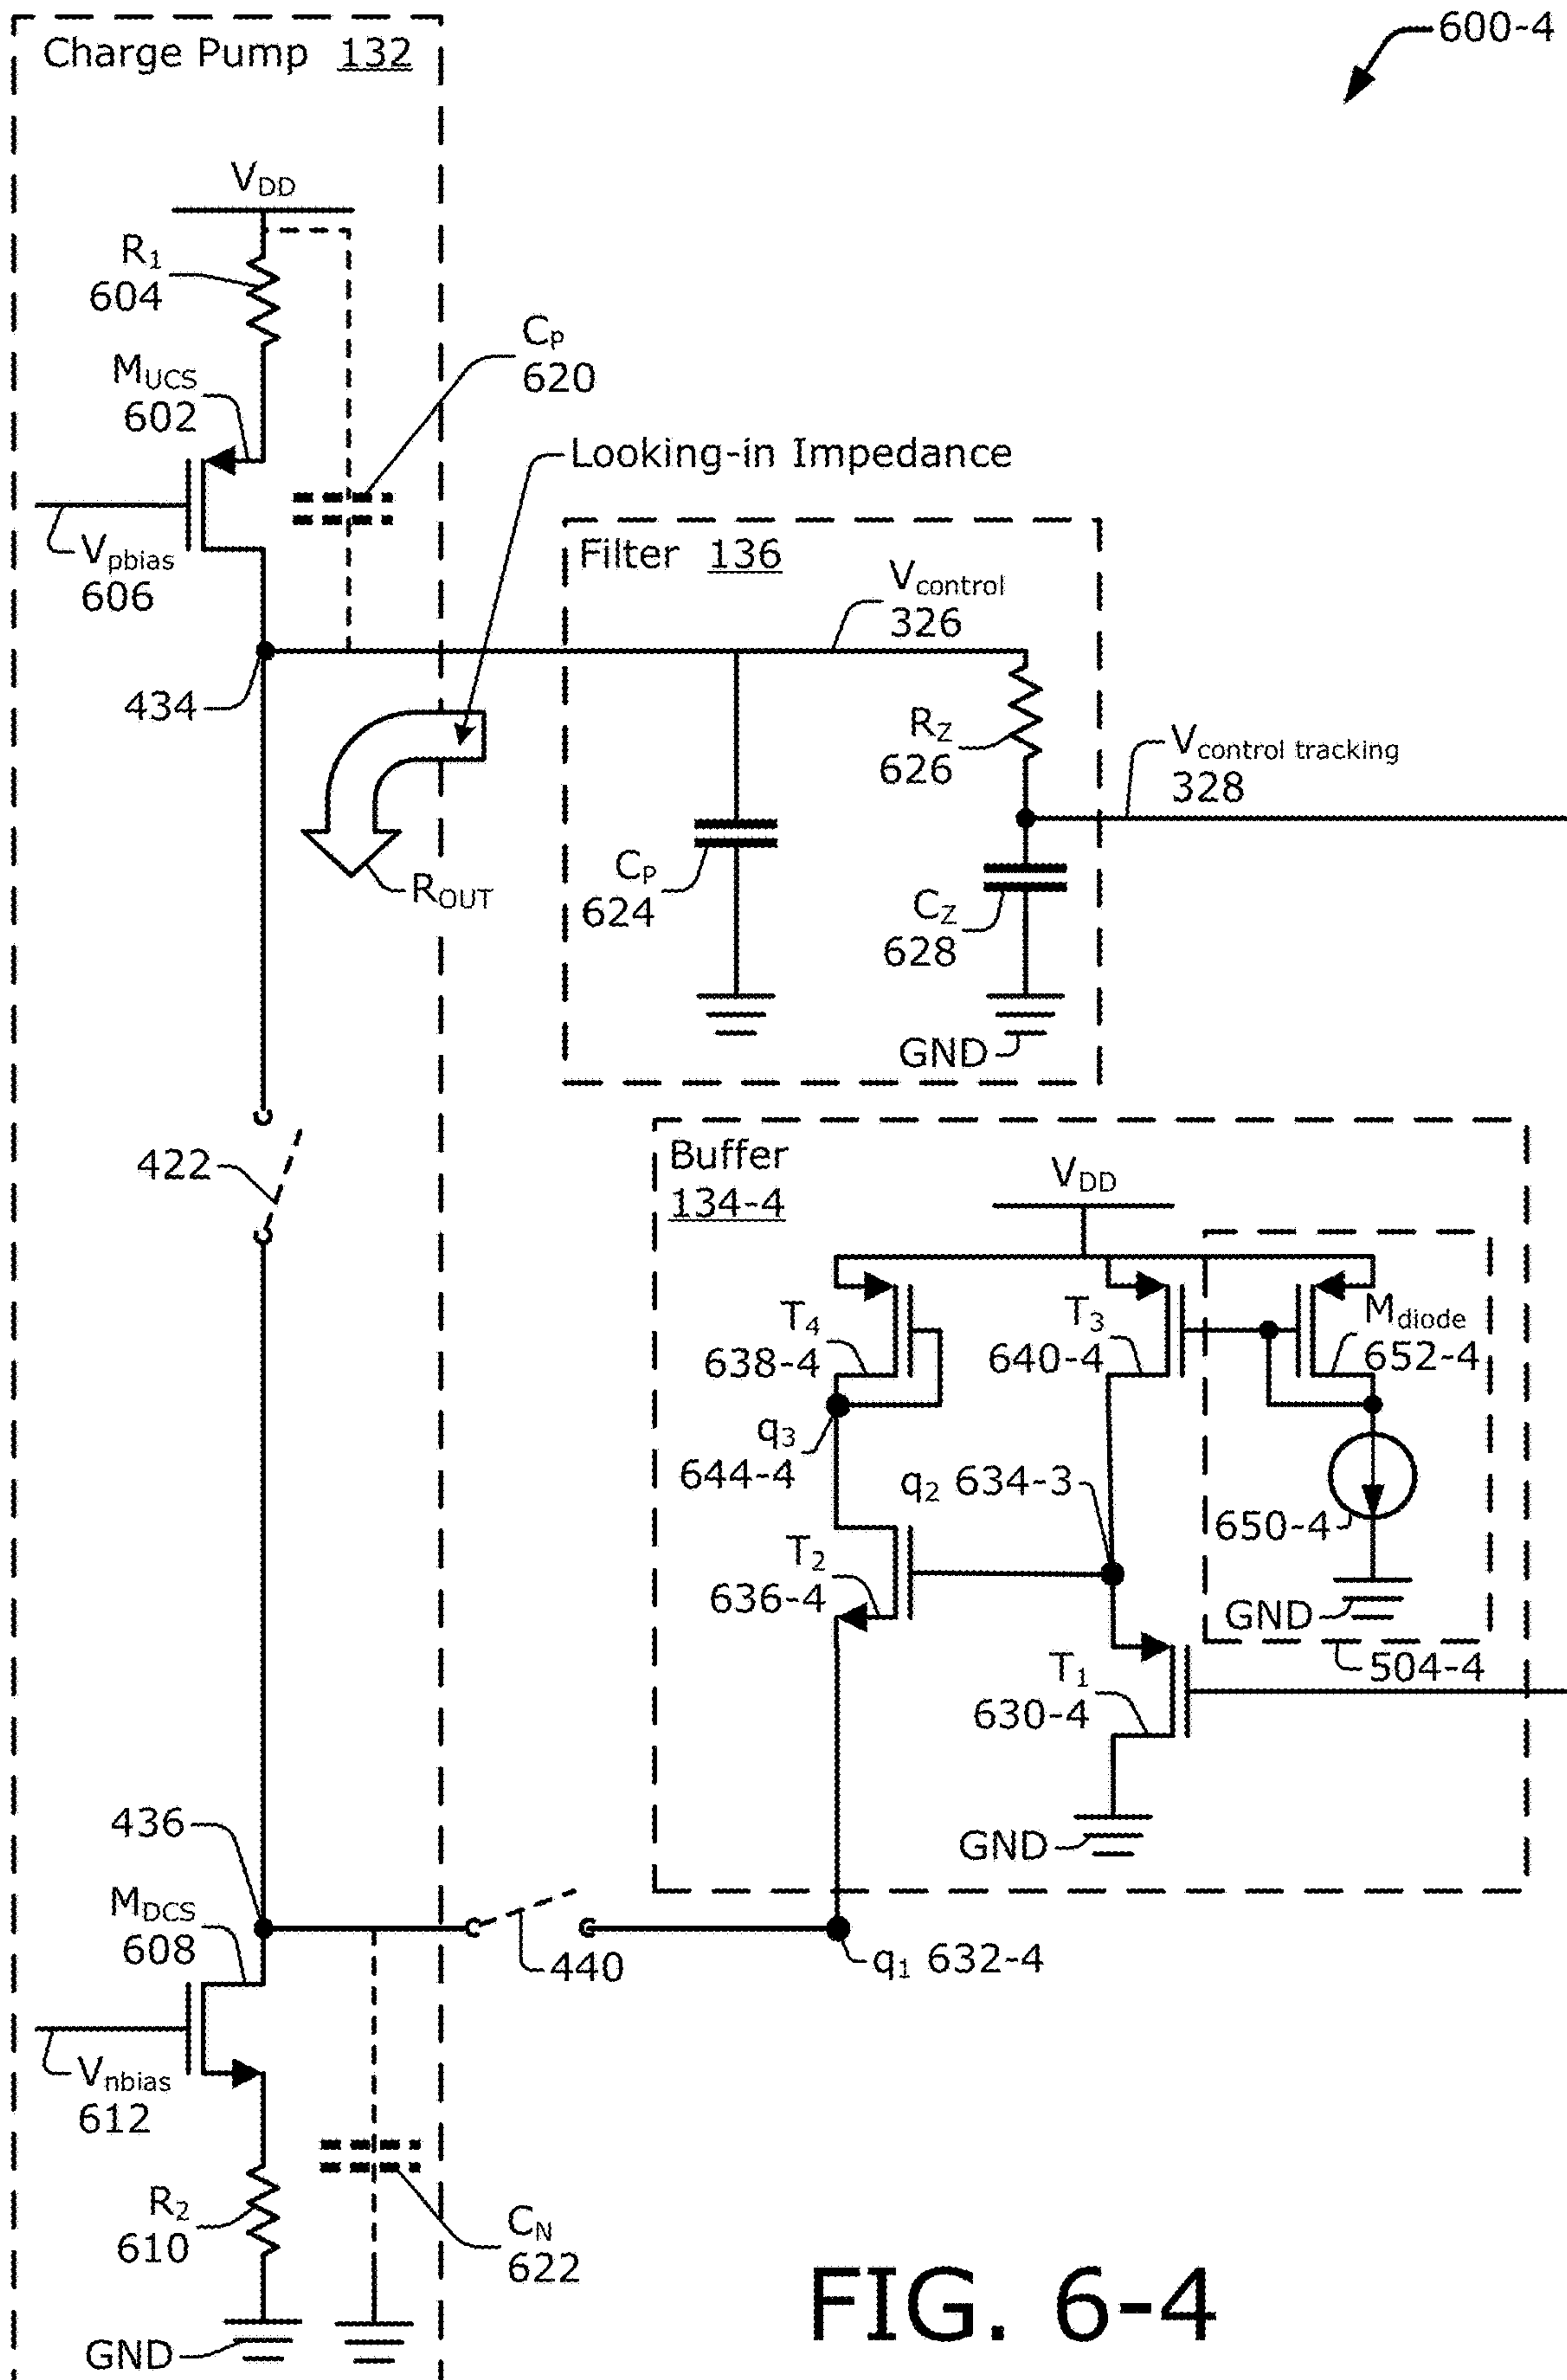 600-4
Charge Pump 132
VDD
R1
604
MUCS
602
Vpbias
606
434
CP
620
Looking-in Impedance
ROUT
Filter 136
Vcontrol
326
RZ
626
CP
624
CZ
628
GND
Vcontrol tracking
328
422
Buffer
134-4
VDD
T4
638-4
T3
640-4
Mdiode
652-4
q3
644-4
q2 634-3
650-4
GND
504-4
T2
636-4
T1
630-4
GND
436
MDCS
608
440
q1 632-4
Vnbias
612
R2
610
CN
622
GND
FIG. 6-4